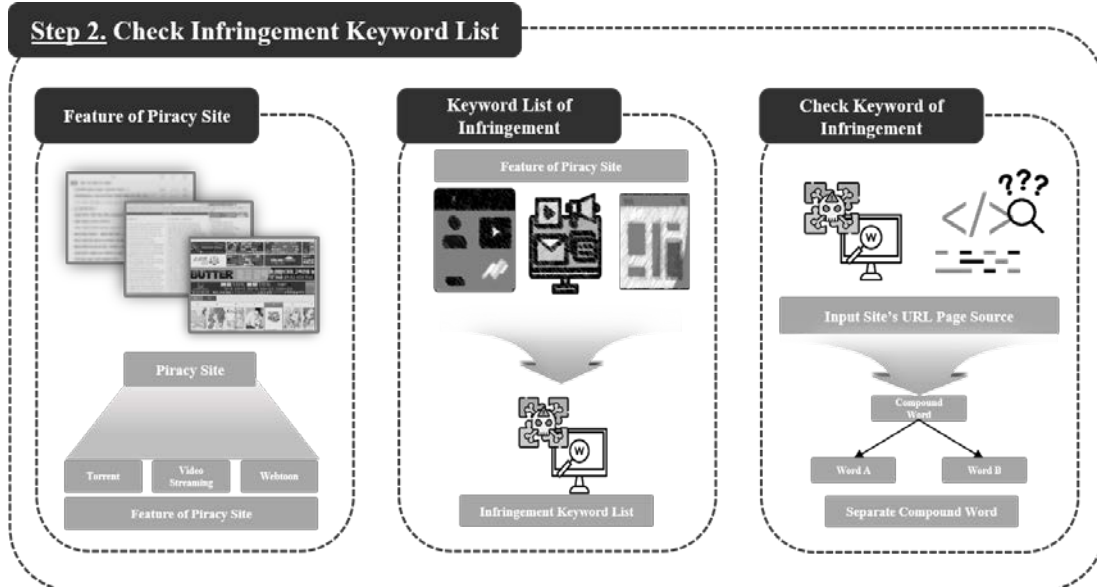 Step 2. Check Infringement Keyword List
Feature of Piracy Site
BUTTER
Piracy Site
Torrent
Video
Streaming
Webtoon
Feature of Piracy Site
Keyword List of
Infringement
Feature of Piracy Site
W
Infringement Keyword List
Check Keyword of
Infringement
W
</>
???
Input Site's URL Page Source
Compound
Word
Word A
Word B
Separate Compound Word